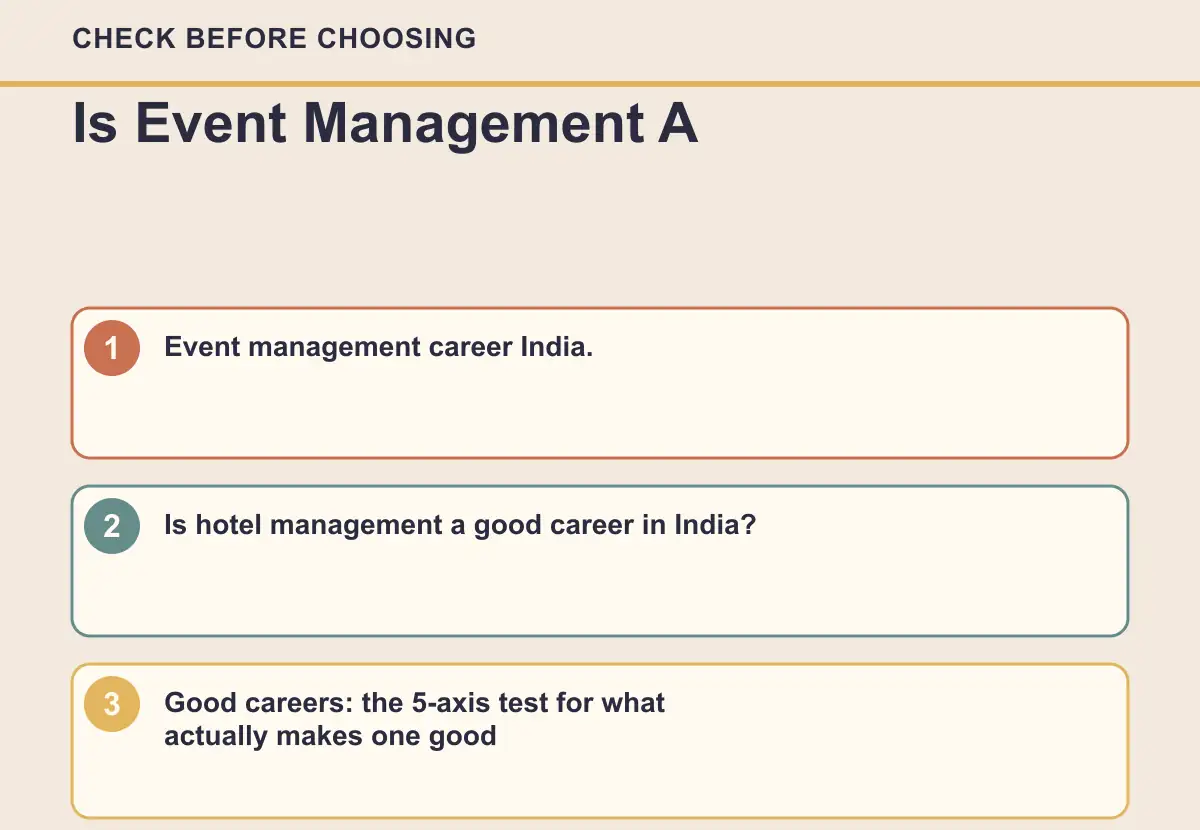 CHECK BEFORE CHOOSING
Is Event Management A
1
Event management career India.
2
Is hotel management a good career in India?
3
Good careers: the 5-axis test for what
actually makes one good